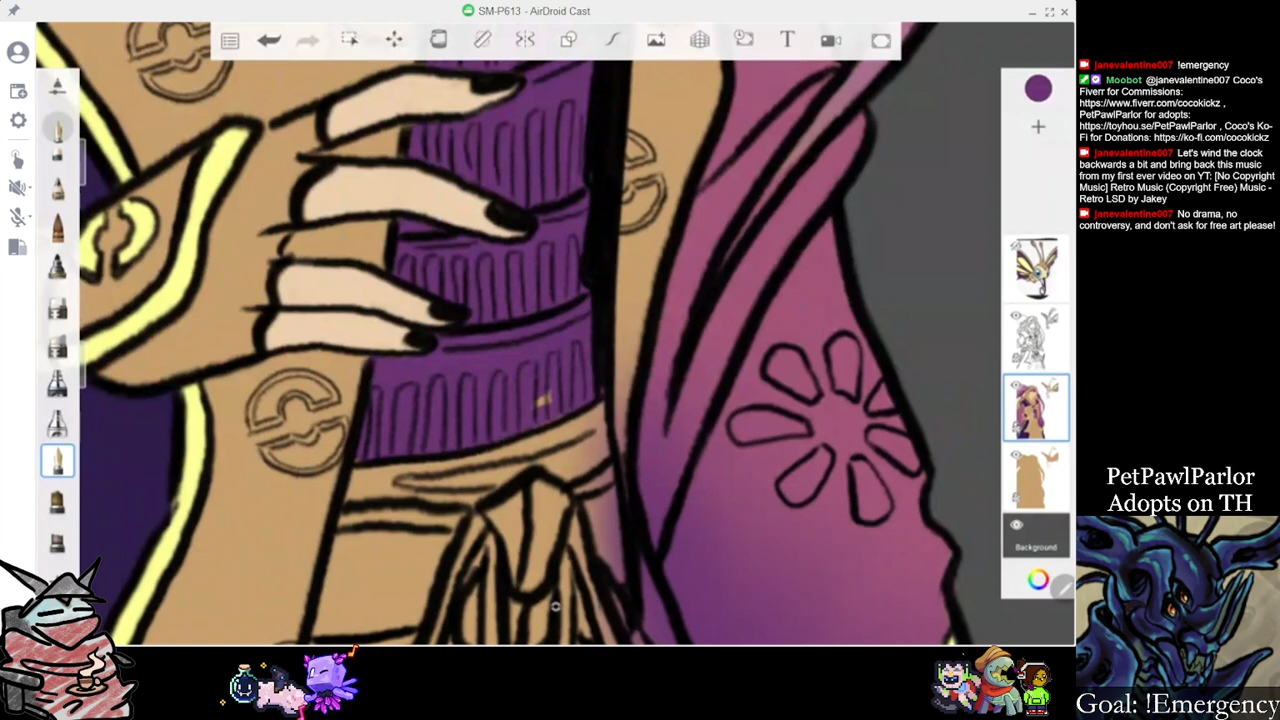 SM-P613 - AirDroid Cast
T
janevalentine007 !emergency
Moobot @janevalentine007 Coco's
Fiverr for Commissions:
https://www.fiverr.com/cocokickz ,
PetPawlParlor for adopts:
https://toyhou.se/PetPawlParlor , Coco's Ko-
Fi for Donations: https://ko-fi.com/cocokickz
janevalentine007 Let's wind the clock
backwards a bit and bring back this music
from my first ever video on YT: [No Copyright
Music] Retro Music (Copyright Free) Music -
Retro LSD by Jakey
janevalentine007 No drama, no
controversy, and don't ask for free art please!
Background
PetPawlParlor
Adopts on TH
Goal: !Emergency